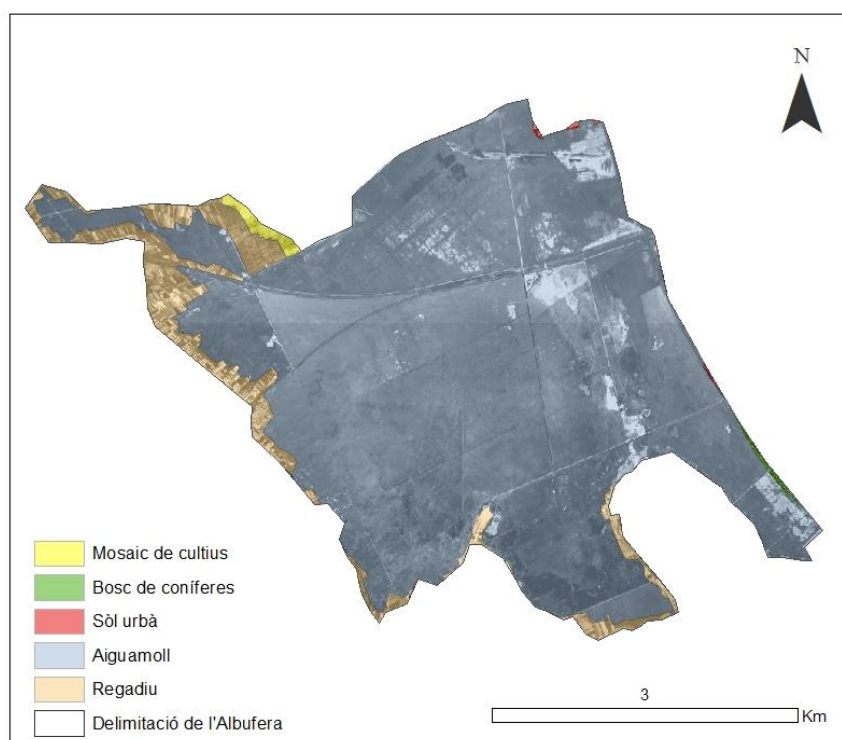 N
Mosaic de cultius
Bosc de coníferes
Sòl urbà
Aiguamoll
Regadiu
Delimitació de l'Albufera
3
Km